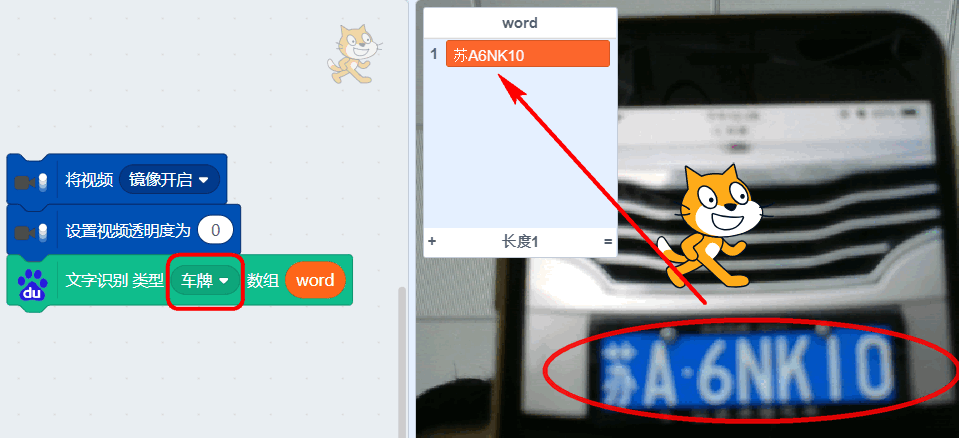 将视频 镜像开启
设置视频透明度为 0
du 文字识别 类型 车牌 数组 word
word
1 苏A6NK10
+ 长度1 =
苏A·6NK10